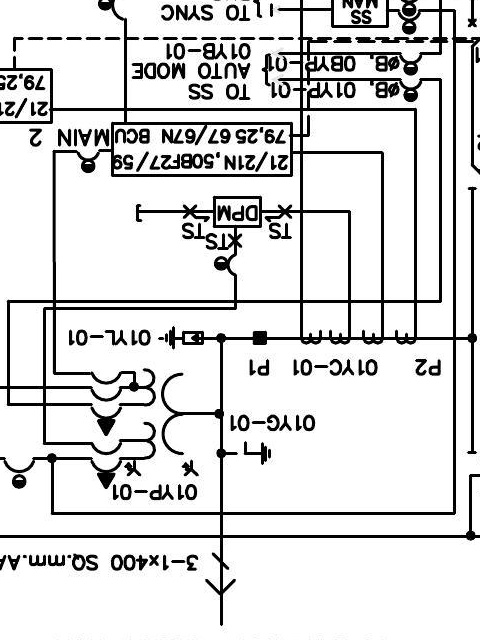 3-1x400 SQ.mm.AA
01YP-01
Y Y
01YG-01
P2 01YC-01 P1
01YL-01
TS TS TS
DPM
21/21N,50BF27/59
79,25 67/67N BCU
MAIN 2
21/21
79,25
ØB, 01YP-01
ØB, 0BYP-01
TO SS
AUTO MODE
01YB-01
SS
MAN
TO SYNC